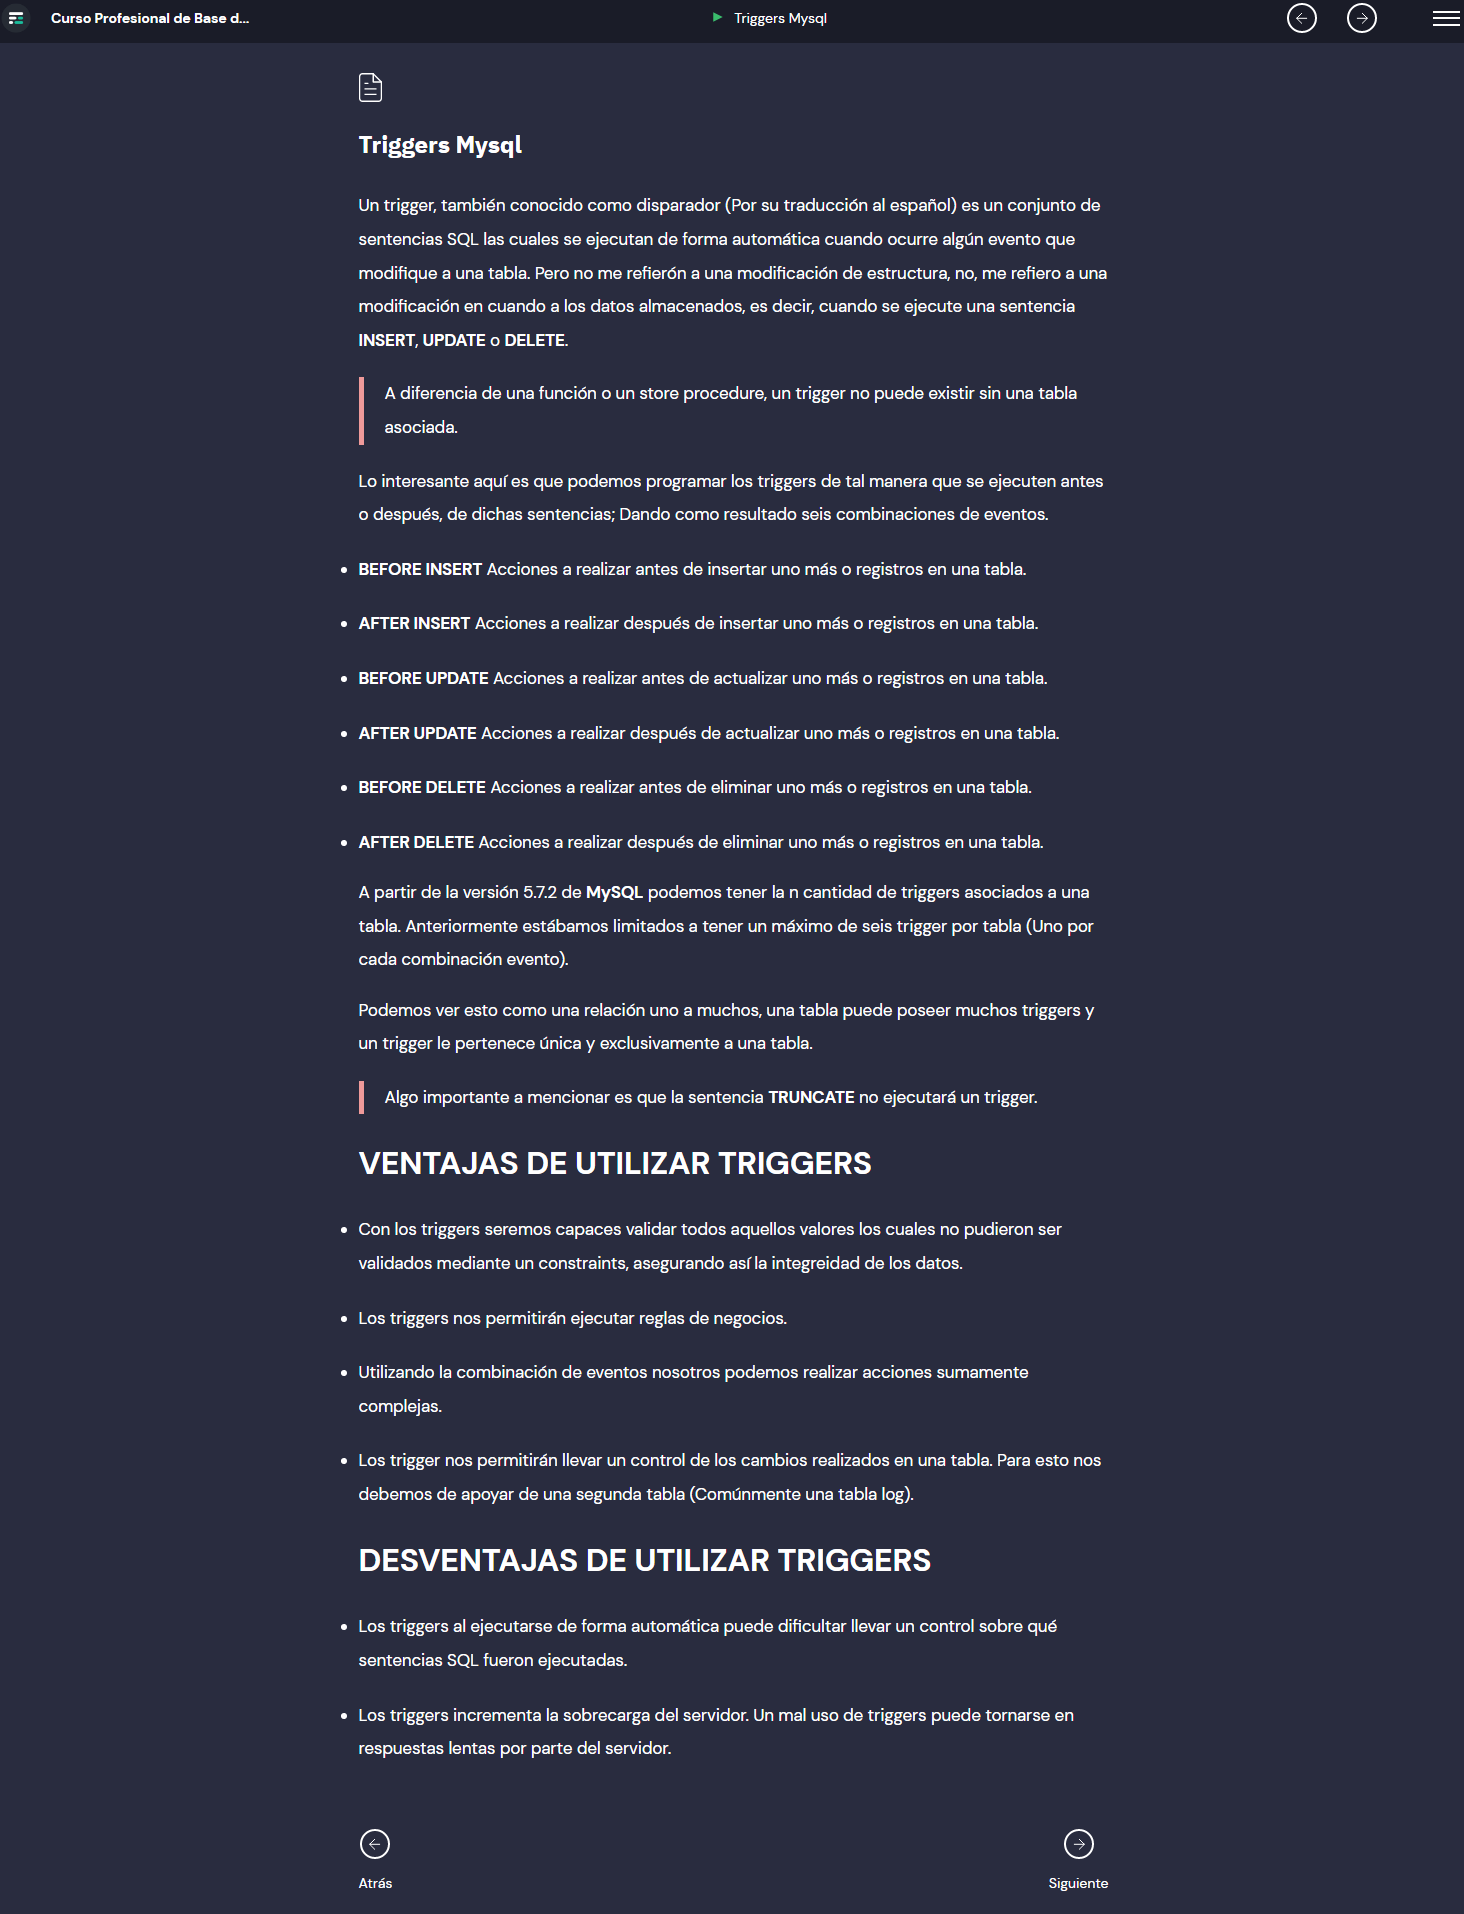 Curso Profesional de Base d...
Triggers Mysql
Triggers Mysql
Un trigger, también conocido como disparador (Por su traducción al español) es un conjunto de
sentencias SQL las cuales se ejecutan de forma automática cuando ocurre algún evento que
modifique a una tabla. Pero no me refierón a una modificación de estructura, no, me refiero a una
modificación en cuando a los datos almacenados, es decir, cuando se ejecute una sentencia
INSERT, UPDATE o DELETE.
A diferencia de una función o un store procedure, un trigger no puede existir sin una tabla
asociada.
Lo interesante aquí es que podemos programar los triggers de tal manera que se ejecuten antes
o después, de dichas sentencias; Dando como resultado seis combinaciones de eventos.
• BEFORE INSERT Acciones a realizar antes de insertar uno más o registros en una tabla.
• AFTER INSERT Acciones a realizar después de insertar uno más o registros en una tabla.
• BEFORE UPDATE Acciones a realizar antes de actualizar uno más o registros en una tabla.
• AFTER UPDATE Acciones a realizar después de actualizar uno más o registros en una tabla.
• BEFORE DELETE Acciones a realizar antes de eliminar uno más o registros en una tabla.
• AFTER DELETE Acciones a realizar después de eliminar uno más o registros en una tabla.
A partir de la versión 5.7.2 de MySQL podemos tener la n cantidad de triggers asociados a una
tabla. Anteriormente estábamos limitados a tener un máximo de seis trigger por tabla (Uno por
cada combinación evento).
Podemos ver esto como una relación uno a muchos, una tabla puede poseer muchos triggers y
un trigger le pertenece única y exclusivamente a una tabla.
Algo importante a mencionar es que la sentencia TRUNCATE no ejecutará un trigger.
VENTAJAS DE UTILIZAR TRIGGERS
• Con los triggers seremos capaces validar todos aquellos valores los cuales no pudieron ser
validados mediante un constraints, asegurando así la integreidad de los datos.
• Los triggers nos permitirán ejecutar reglas de negocios.
• Utilizando la combinación de eventos nosotros podemos realizar acciones sumamente
complejas.
• Los trigger nos permitirán llevar un control de los cambios realizados en una tabla. Para esto nos
debemos de apoyar de una segunda tabla (Comúnmente una tabla log).
DESVENTAJAS DE UTILIZAR TRIGGERS
• Los triggers al ejecutarse de forma automática puede dificultar llevar un control sobre qué
sentencias SQL fueron ejecutadas.
• Los triggers incrementa la sobrecarga del servidor. Un mal uso de triggers puede tornarse en
respuestas lentas por parte del servidor.
Atrás
Siguiente